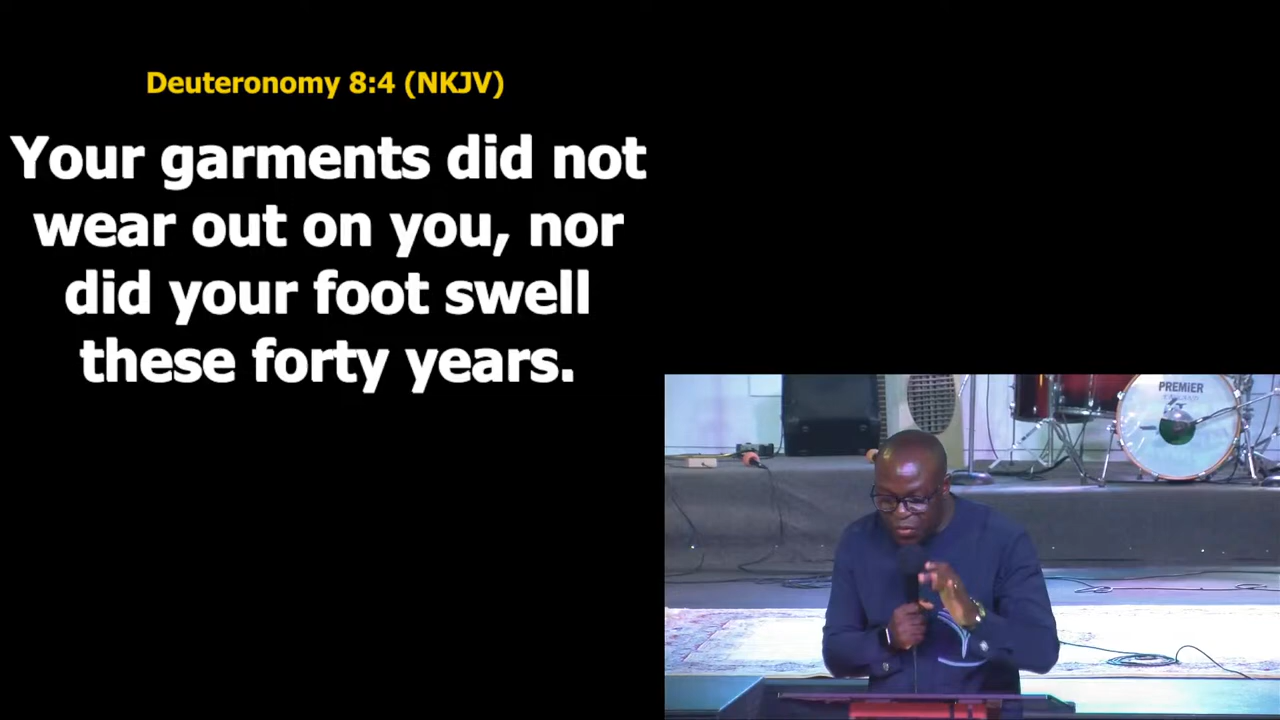 Deuteronomy 8:4 (NKJV)
Your garments did not
wear out on you, nor
did your foot swell
these forty years.
PREMiER